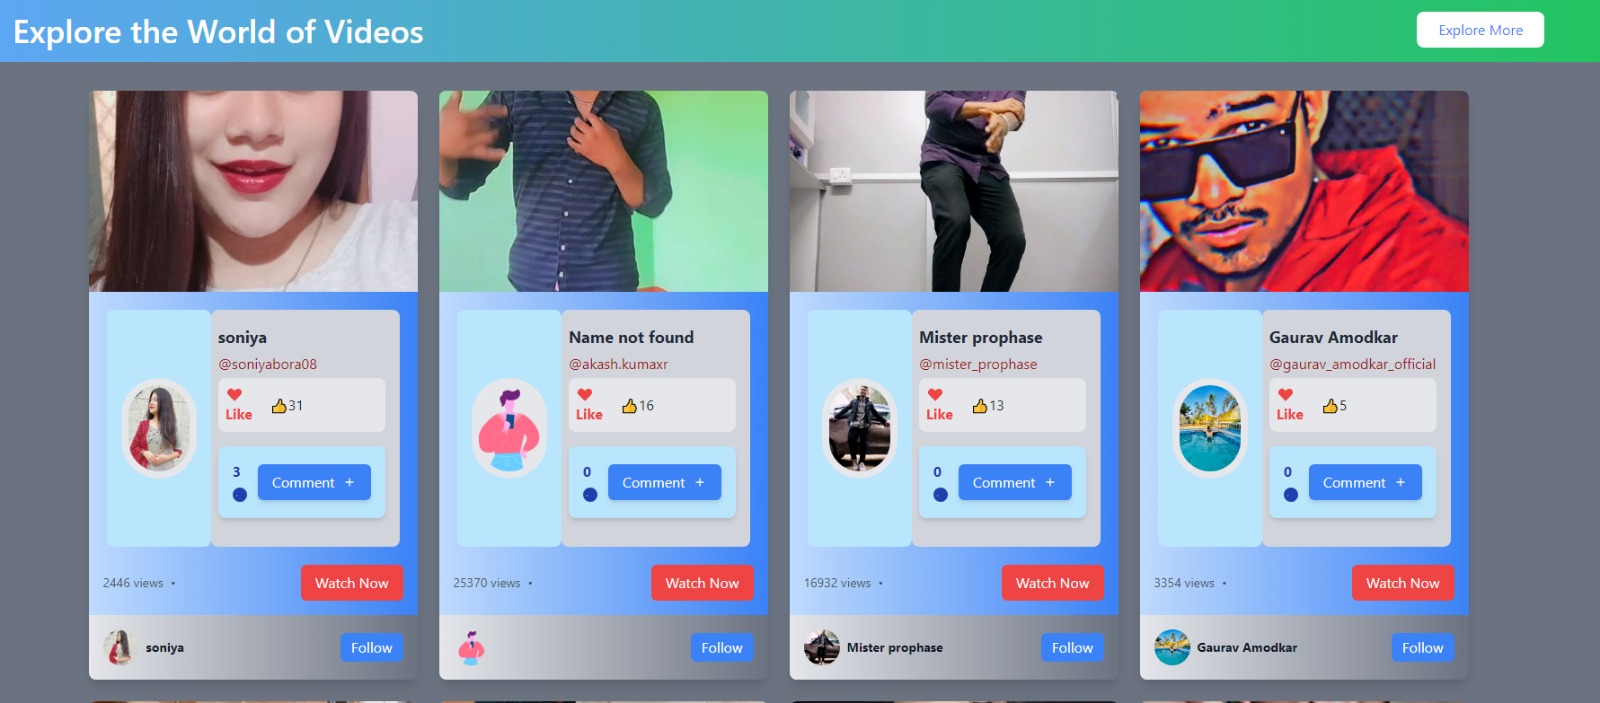 Explore the World of Videos
Explore More
soniya
@soniyabora08
Like
31
3
Comment +
2446 views •
Watch Now
soniya
Follow
Name not found
@akash.kumaxr
Like
16
0
Comment +
25370 views •
Watch Now
Follow
Mister prophase
@mister_prophase
Like
13
0
Comment +
16932 views •
Watch Now
Mister prophase
Follow
Gaurav Amodkar
@gaurav_amodkar_official
Like
5
0
Comment +
3354 views •
Watch Now
Gaurav Amodkar
Follow